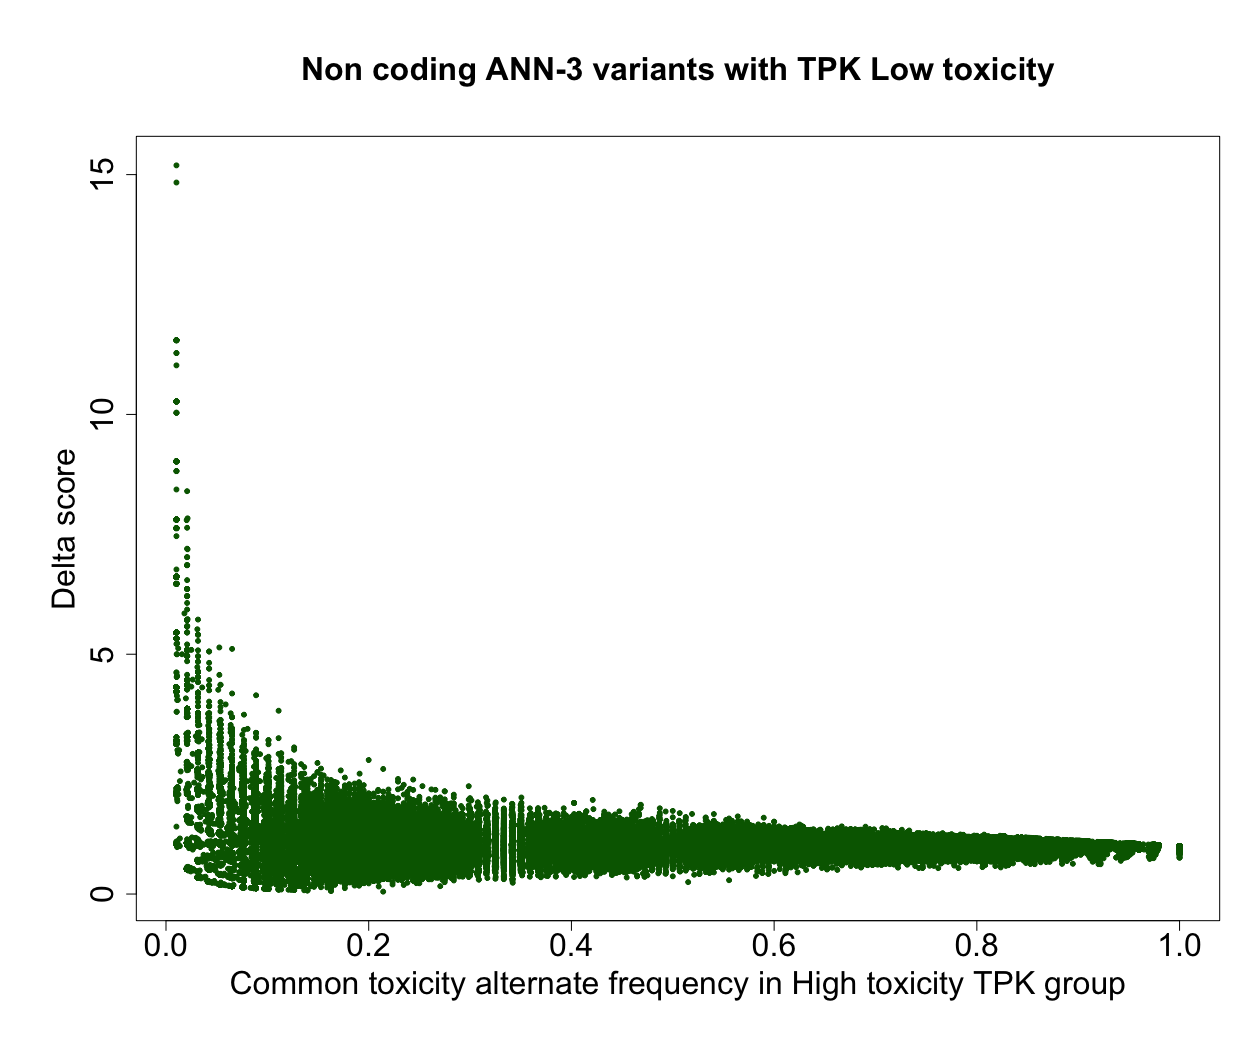 Non coding ANN-3 variants with TPK Low toxicity
15
10
5
0
Delta score
0.0 0.2 0.4 0.6 0.8 1.0
Common toxicity alternate frequency in High toxicity TPK group